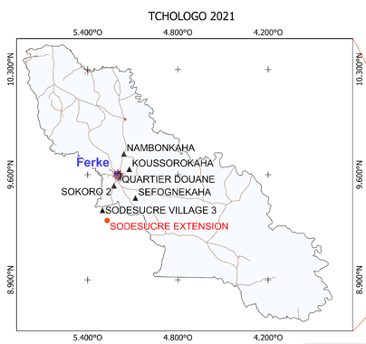 TCHOLOGO 2021
5.400°N 4.800°N 4.200°N
10.300°N 10.300°N
NAMBONKAHA
KOUSSOROKAHA
Ferke
9.600°N QUARTIER DOUANE 9.600°N
SOKORO 2 SEFOGNEKAHA
SODESUCRE VILLAGE 3
SODESUCRE EXTENSION
8.900°N 8.900°N
5.400°N 4.800°N 4.200°N